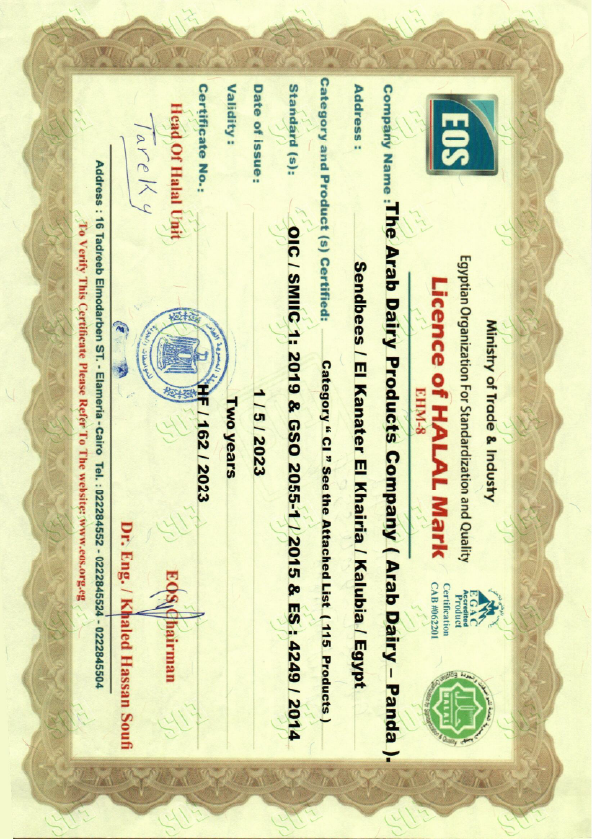 EOS
Ministry of Trade & Industry
Egyptian Organization For Standardization and Quality
Licence of HALAL Mark
EHM-8
EGAC
Accredited
Product
Certification
CAB #062201
HALAL
Company Name : The Arab Dairy Products Company ( Arab Dairy – Panda ).
Address : Sendbees / El Kanater El Khairia / Kalubia / Egypt
Category and Product (s) Certified: Category “ CI ” See the Attached List ( 115 Products )
Standard (s): OIC / SMIIC 1: 2019 & GSO 2055-1 / 2015 & ES : 4249 / 2014
Date of issue : 1 / 5 / 2023
Validity : Two years
Certificate No.: HF / 162 / 2023
Head Of Halal Unit
Tareky
EOS Chairman
Dr. Eng. / Khaled Hassan Soufi
Address : 16 Tadreeb Elmodarben ST. - Elameria - Cairo Tel. : 022284552 - 0222845524 - 0222845504
To Verify This Certificate Please Refer To The website: www.eos.org.eg